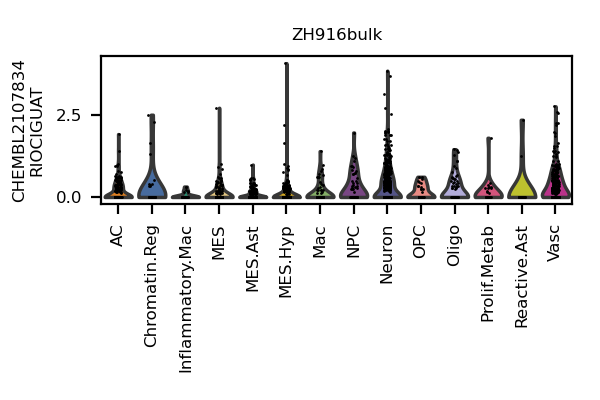 ZH916bulk
CHEMBL2107834
RIOCIGUAT
2.5
0.0
AC
Chromatin.Reg
Inflammatory.Mac
MES
MES.Ast
MES.Hyp
Mac
NPC
Neuron
OPC
Oligo
Prolif.Metab
Reactive.Ast
Vasc